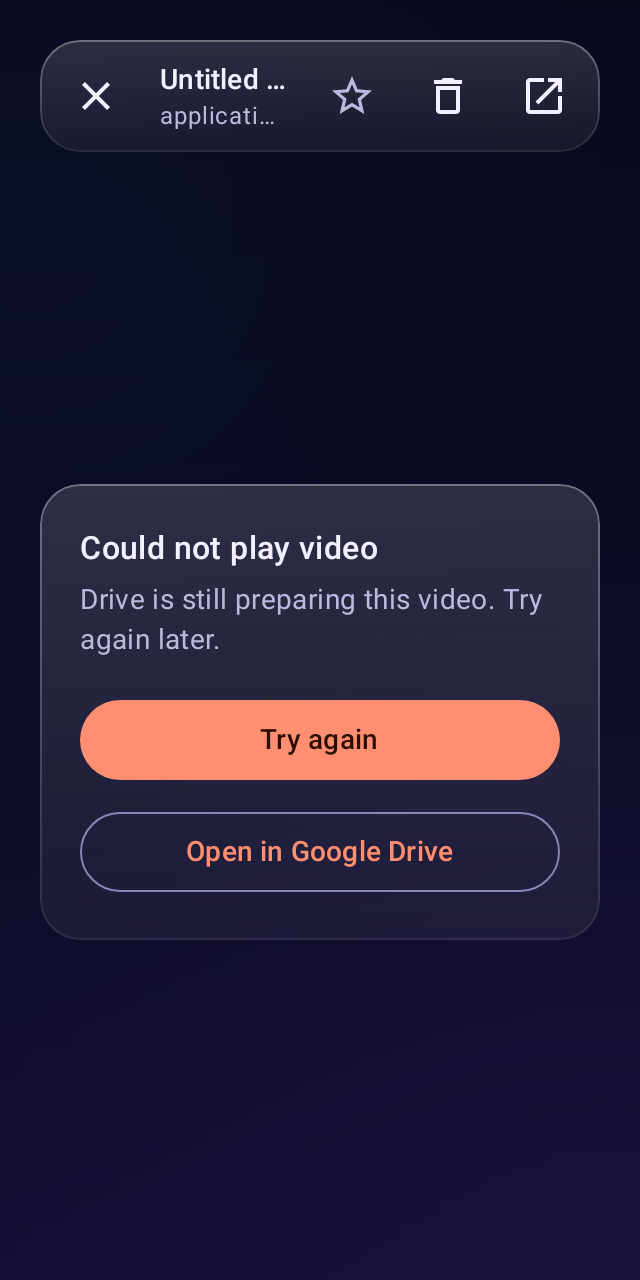 Untitled ...
applicati...
Could not play video
Drive is still preparing this video. Try
again later.
Try again
Open in Google Drive